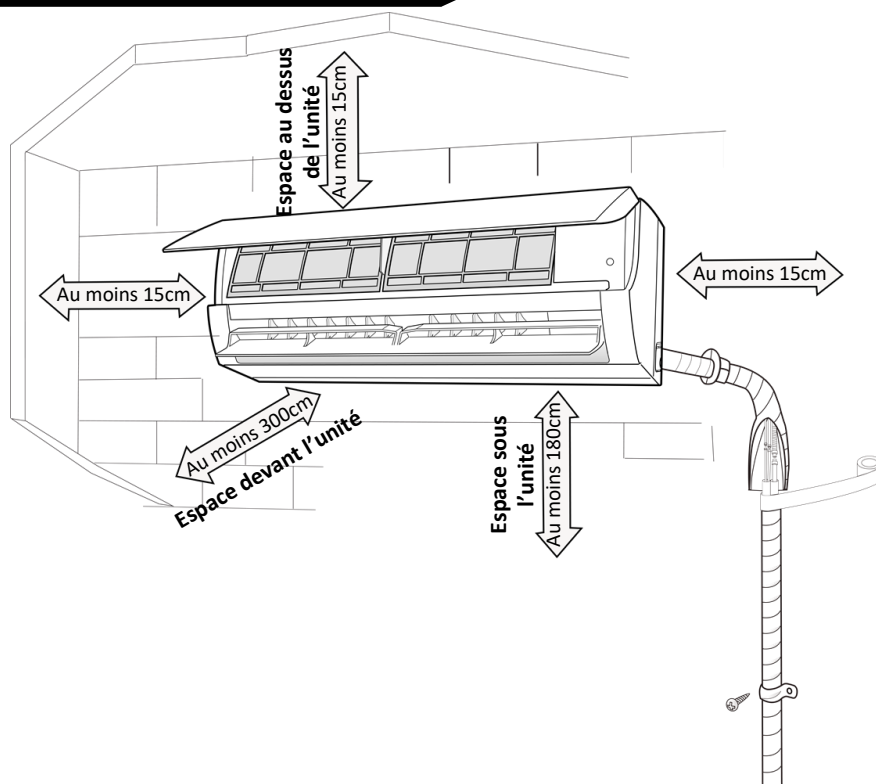 Espace au dessus
de l'unité
Au moins 15cm
Au moins 15cm
Au moins 15cm
Au moins 300cm
Espace devant l'unité
Espace sous
l'unité
Au moins 180cm